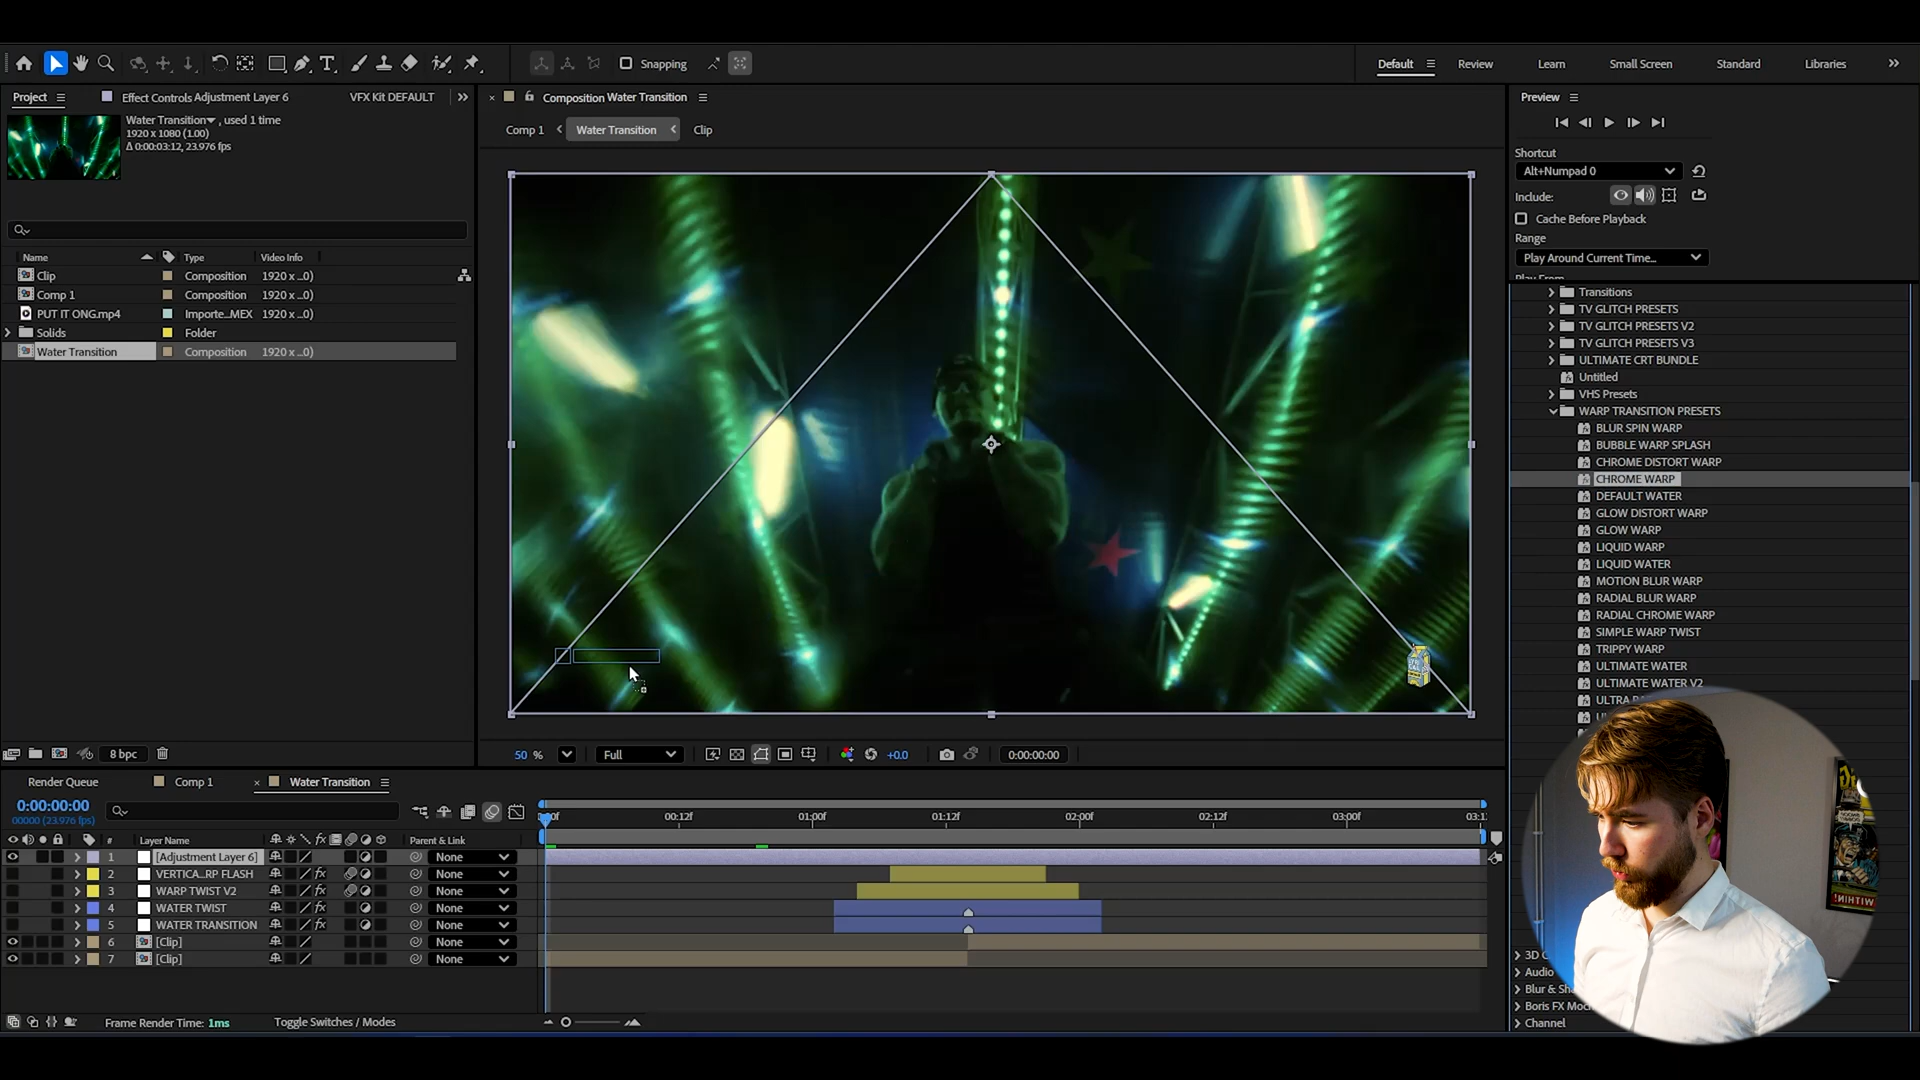 Snapping
Default
Review
Learn
Small Screen
Standard
Libraries
Project
Effect Controls Adjustment Layer 6
VFX Kit DEFAULT
Composition Water Transition
Preview
Water Transition , used 1 time
1920 x 1080 (1.00)
Δ 0:00:03:12, 23.976 fps
Comp 1
Water Transition
Clip
Shortcut
Alt+Numpad 0
Include:
Cache Before Playback
Range
Play Around Current Time...
Name
Type
Video Info
Clip
Composition
1920 x ...0)
Comp 1
Composition
1920 x ...0)
PUT IT ONG.mp4
Importe...MEX
1920 x ...0)
Solids
Folder
Water Transition
Composition
1920 x ...0)
Transitions
TV GLITCH PRESETS
TV GLITCH PRESETS V2
TV GLITCH PRESETS V3
ULTIMATE CRT BUNDLE
Untitled
VHS Presets
WARP TRANSITION PRESETS
BLUR SPIN WARP
BUBBLE WARP SPLASH
CHROME DISTORT WARP
CHROME WARP
DEFAULT WATER
GLOW DISTORT WARP
GLOW WARP
LIQUID WARP
LIQUID WATER
MOTION BLUR WARP
RADIAL BLUR WARP
RADIAL CHROME WARP
SIMPLE WARP TWIST
TRIPPY WARP
ULTIMATE WATER
ULTIMATE WATER V2
3D
Audio
Channel
8 bpc
50 %
Full
+0.0
0:00:00:00
Render Queue
Comp 1
Water Transition
0:00:00:00
00000 (23.976 fps)
00:12f
01:00f
01:12f
02:00f
02:12f
03:00f
#
Layer Name
Parent & Link
1
[Adjustment Layer 6]
None
2
VERTICA...RP FLASH
None
3
WARP TWIST V2
None
4
WATER TWIST
None
5
WATER TRANSITION
None
6
[Clip]
None
7
[Clip]
None
Frame Render Time: 1ms
Toggle Switches / Modes